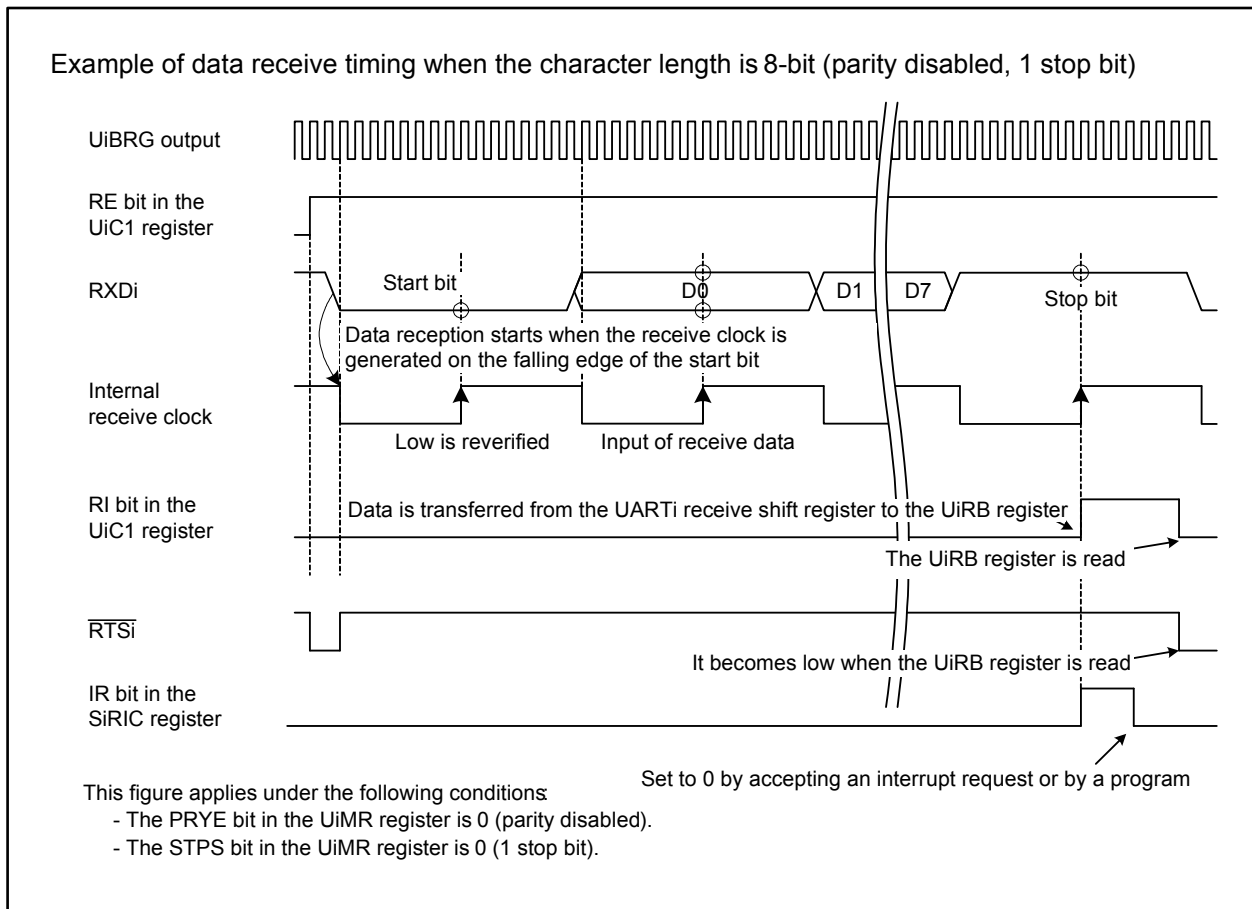 Example of data receive timing when the character length is 8-bit (parity disabled, 1 stop bit)
UiBRG output
RE bit in the
UiC1 register
RXDi
Start bit
D0
D1
D7
Stop bit
Data reception starts when the receive clock is
generated on the falling edge of the start bit
Internal
receive clock
Low is reverified
Input of receive data
RI bit in the
UiC1 register
Data is transferred from the UARTi receive shift register to the UiRB register
The UiRB register is read
RTSi
It becomes low when the UiRB register is read
IR bit in the
SiRIC register
Set to 0 by accepting an interrupt request or by a program
This figure applies under the following conditions:
- The PRYE bit in the UiMR register is 0 (parity disabled).
- The STPS bit in the UiMR register is 0 (1 stop bit).